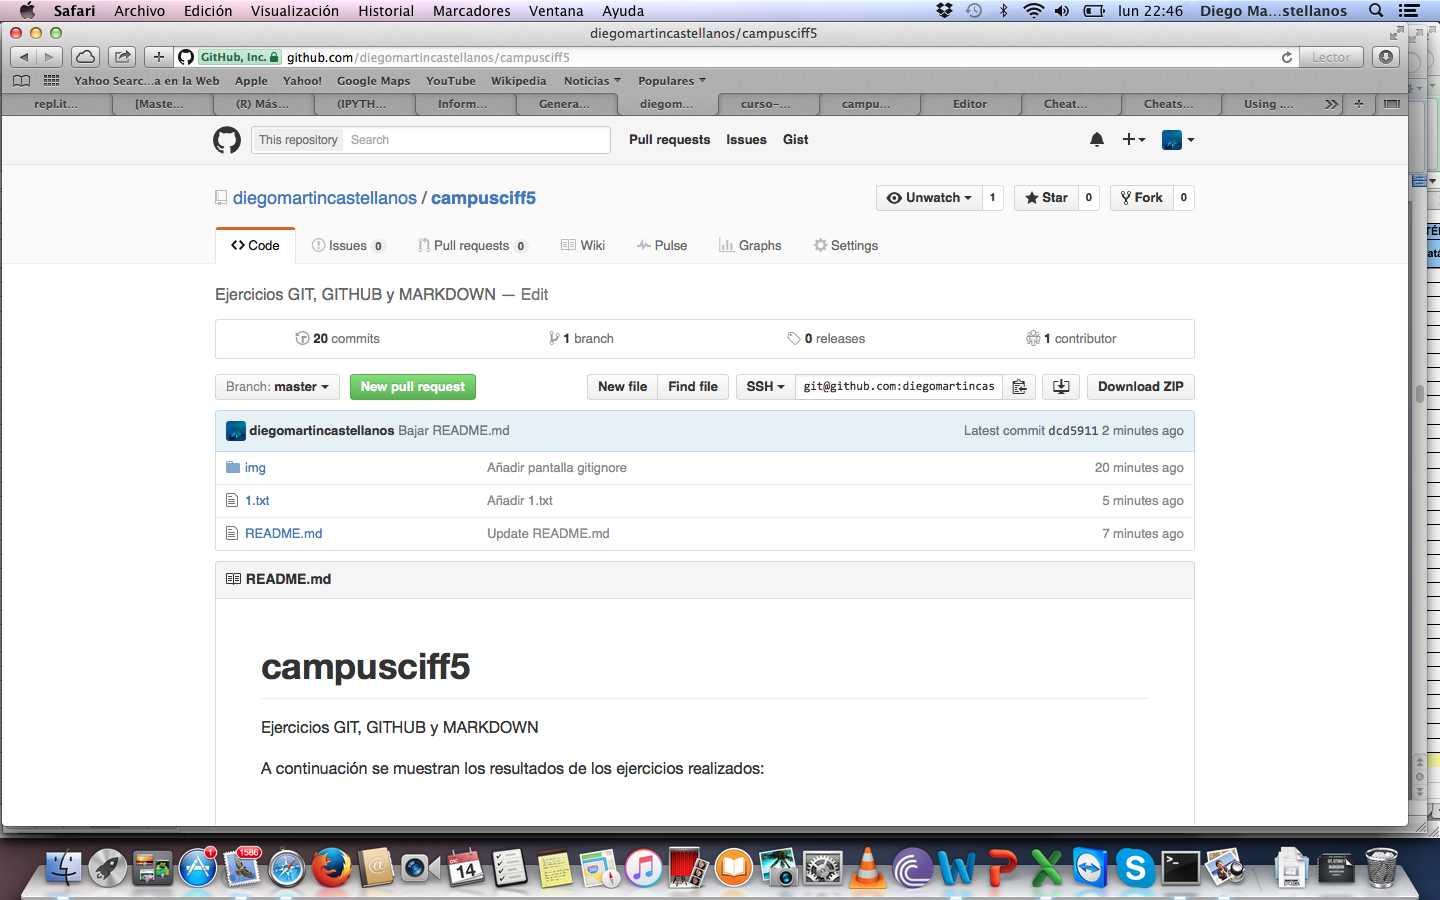 Safari Archivo Edición Visualización Historial Marcadores Ventana Ayuda lun 22:46 Diego Ma...stellanos
diegomartincastellanos/campusciff5
GitHub, Inc. github.com/diegomartincastellanos/campusciff5 Lector
Yahoo Searc...a en la Web Apple Yahoo! Google Maps YouTube Wikipedia Noticias Populares
repl.it... [Maste... (R) Más... (IPYTH... Inform... Genera... diegom... curso-... campu... Editor Cheat... Cheats... Using ....
This repository Search Pull requests Issues Gist
diegomartincastellanos / campusciff5 Unwatch 1 Star 0 Fork 0
Code Issues 0 Pull requests 0 Wiki Pulse Graphs Settings
Ejercicios GIT, GITHUB y MARKDOWN — Edit
20 commits 1 branch 0 releases 1 contributor
Branch: master New pull request New file Find file SSH git@github.com:diegomartincas Download ZIP
diegomartincastellanos Bajar README.md Latest commit dcd5911 2 minutes ago
img Añadir pantalla gitignore 20 minutes ago
1.txt Añadir 1.txt 5 minutes ago
README.md Update README.md 7 minutes ago
README.md
campusciff5
Ejercicios GIT, GITHUB y MARKDOWN
A continuación se muestran los resultados de los ejercicios realizados:
1 1586 DIC 14